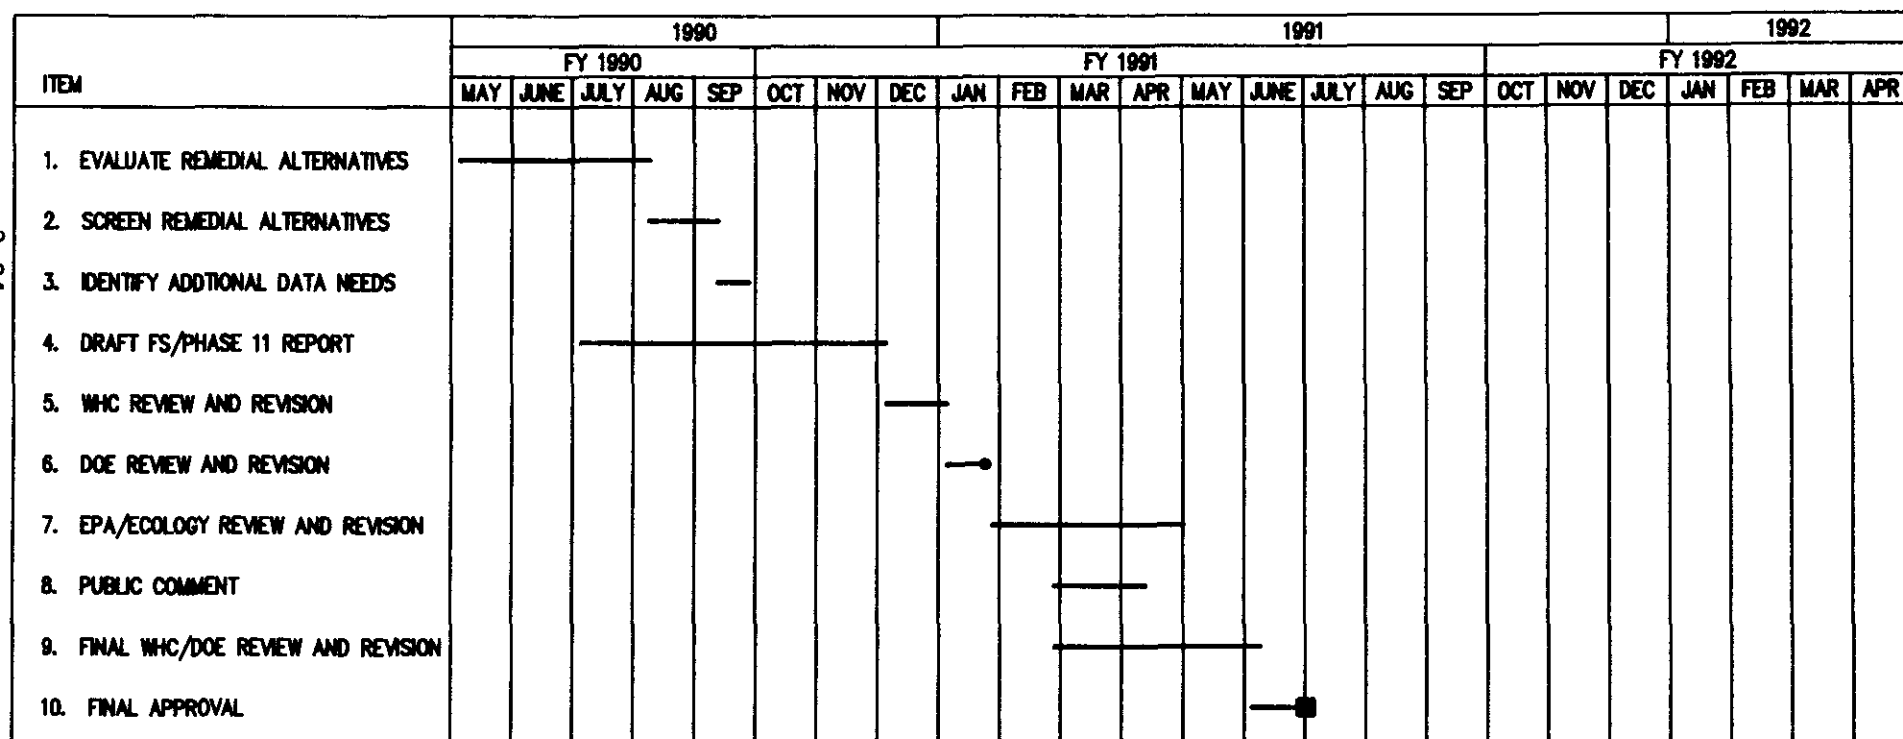 1990 1991 1992
FY 1990 FY 1991 FY 1992
ITEM
MAY JUNE JULY AUG SEP OCT NOV DEC JAN FEB MAR APR MAY JUNE JULY AUG SEP OCT NOV DEC JAN FEB MAR APR
1. EVALUATE REMEDIAL ALTERNATIVES
2. SCREEN REMEDIAL ALTERNATIVES
3. IDENTIFY ADDTIONAL DATA NEEDS
4. DRAFT FS/PHASE 11 REPORT
5. WHC REVIEW AND REVISION
6. DOE REVIEW AND REVISION
7. EPA/ECOLOGY REVIEW AND REVISION
8. PUBLIC COMMENT
9. FINAL WHC/DOE REVIEW AND REVISION
10. FINAL APPROVAL